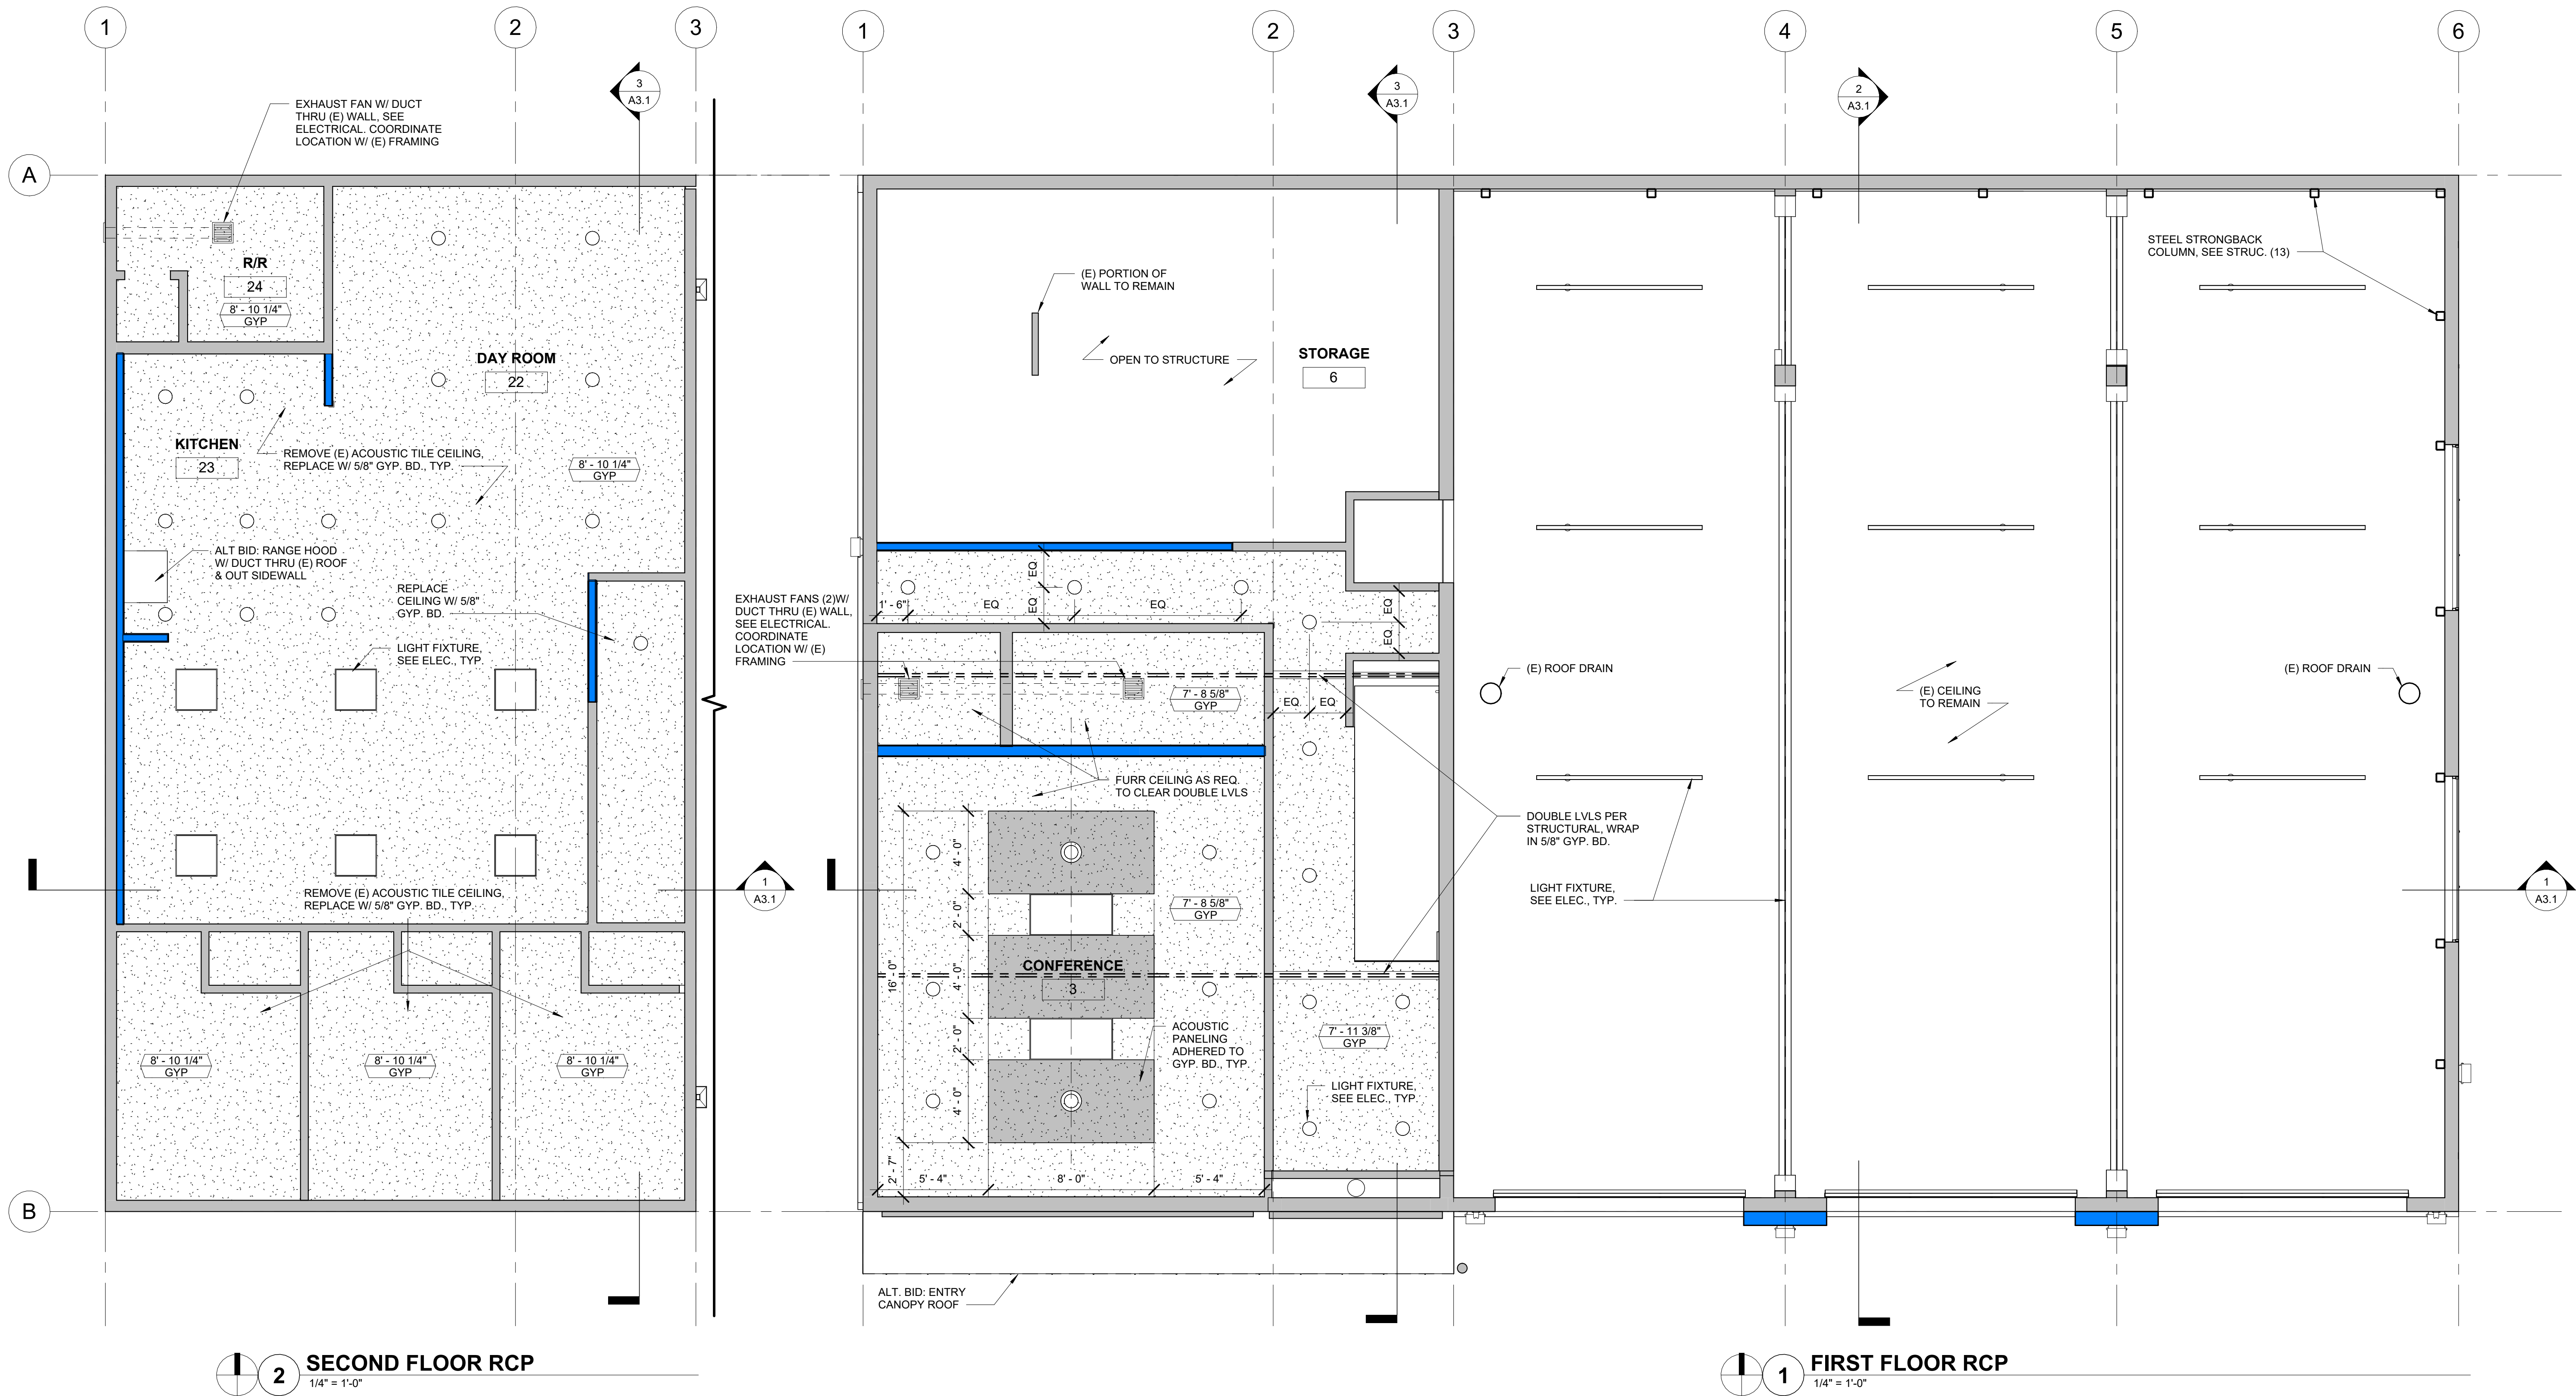 1
2
3
1
2
3
4
5
6
3
A3.1
3
A3.1
2
A3.1
A
B
EXHAUST FAN W/ DUCT
THRU (E) WALL, SEE
ELECTRICAL. COORDINATE
LOCATION W/ (E) FRAMING
R/R
24
8' - 10 1/4"
GYP
DAY ROOM
22
KITCHEN
23
REMOVE (E) ACOUSTIC TILE CEILING,
REPLACE W/ 5/8" GYP. BD., TYP.
8' - 10 1/4"
GYP
ALT BID: RANGE HOOD
W/ DUCT THRU (E) ROOF
& OUT SIDEWALL
REPLACE
CEILING W/ 5/8"
GYP. BD.
LIGHT FIXTURE,
SEE ELEC., TYP.
REMOVE (E) ACOUSTIC TILE CEILING,
REPLACE W/ 5/8" GYP. BD., TYP.
1
A3.1
8' - 10 1/4"
GYP
8' - 10 1/4"
GYP
8' - 10 1/4"
GYP
2
SECOND FLOOR RCP
1/4" = 1'-0"
(E) PORTION OF
WALL TO REMAIN
OPEN TO STRUCTURE
STORAGE
6
STEEL STRONGBACK
COLUMN, SEE STRUC. (13)
EXHAUST FANS (2)W/
DUCT THRU (E) WALL,
SEE ELECTRICAL.
COORDINATE
LOCATION W/ (E)
FRAMING
1' - 6"
EQ
EQ
EQ
EQ
EQ
EQ
EQ
EQ
7' - 8 5/8"
GYP
FURR CEILING AS REQ.
TO CLEAR DOUBLE LVLS
(E) ROOF DRAIN
(E) CEILING
TO REMAIN
(E) ROOF DRAIN
DOUBLE LVLS PER
STRUCTURAL, WRAP
IN 5/8" GYP. BD.
LIGHT FIXTURE,
SEE ELEC., TYP.
1
A3.1
4' - 0"
2' - 0"
4' - 0"
2' - 0"
4' - 0"
16' - 0"
2' - 7"
5' - 4"
8' - 0"
5' - 4"
7' - 8 5/8"
GYP
CONFERENCE
3
ACOUSTIC
PANELING
ADHERED TO
GYP. BD., TYP.
7' - 11 3/8"
GYP
LIGHT FIXTURE,
SEE ELEC., TYP.
ALT. BID: ENTRY
CANOPY ROOF
1
FIRST FLOOR RCP
1/4" = 1'-0"